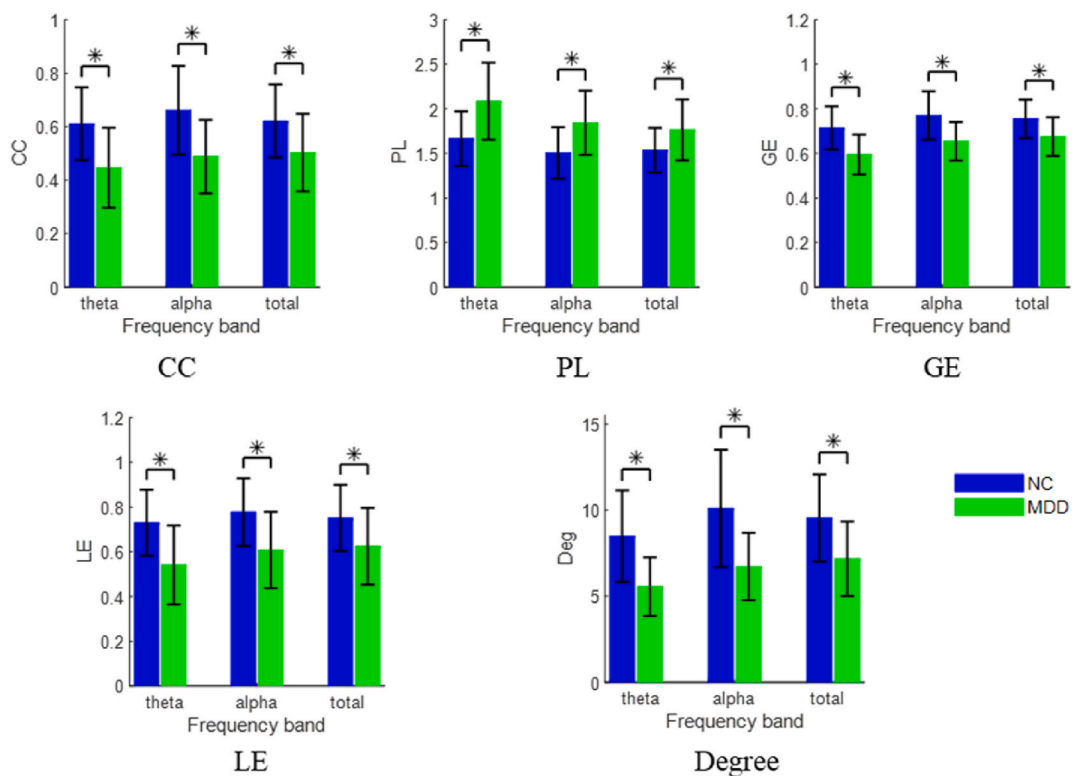 1
0.8
0.6
0.4
0.2
0
CC
* * *
theta alpha total
Frequency band
CC
3
2.5
2
1.5
1
0.5
0
PL
* * *
theta alpha total
Frequency band
PL
1.2
1
0.8
0.6
0.4
0.2
0
GE
* * *
theta alpha total
Frequency band
GE
1.2
1
0.8
0.6
0.4
0.2
0
LE
* * *
theta alpha total
Frequency band
LE
15
10
5
0
Deg
* * *
theta alpha total
Frequency band
Degree
NC
MDD